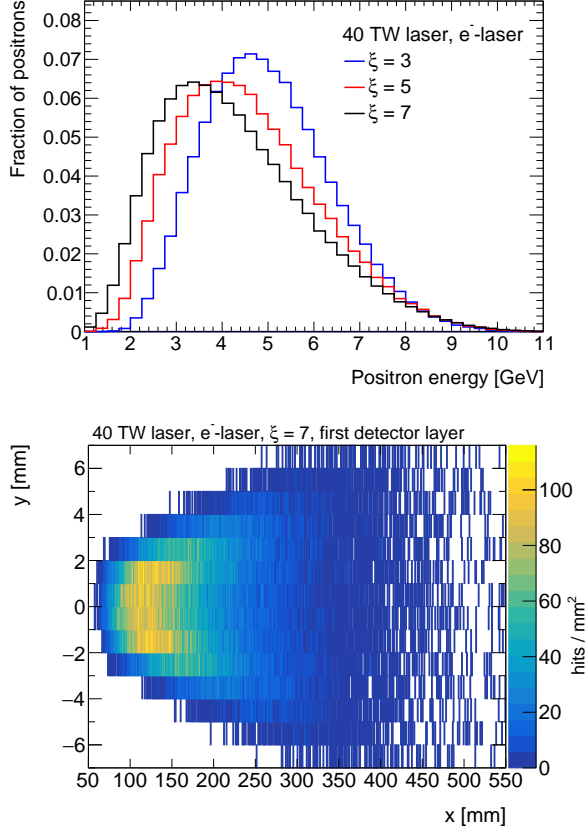 40 TW laser, e⁻-laser
ξ = 3
ξ = 5
ξ = 7
Fraction of positrons
0.08
0.07
0.06
0.05
0.04
0.03
0.02
0.01
0
1 2 3 4 5 6 7 8 9 10 11
Positron energy [GeV]
40 TW laser, e⁻-laser, ξ = 7, first detector layer
y [mm]
6
4
2
0
−2
−4
−6
50 100 150 200 250 300 350 400 450 500 550
x [mm]
100
80
60
40
20
0
hits / mm²